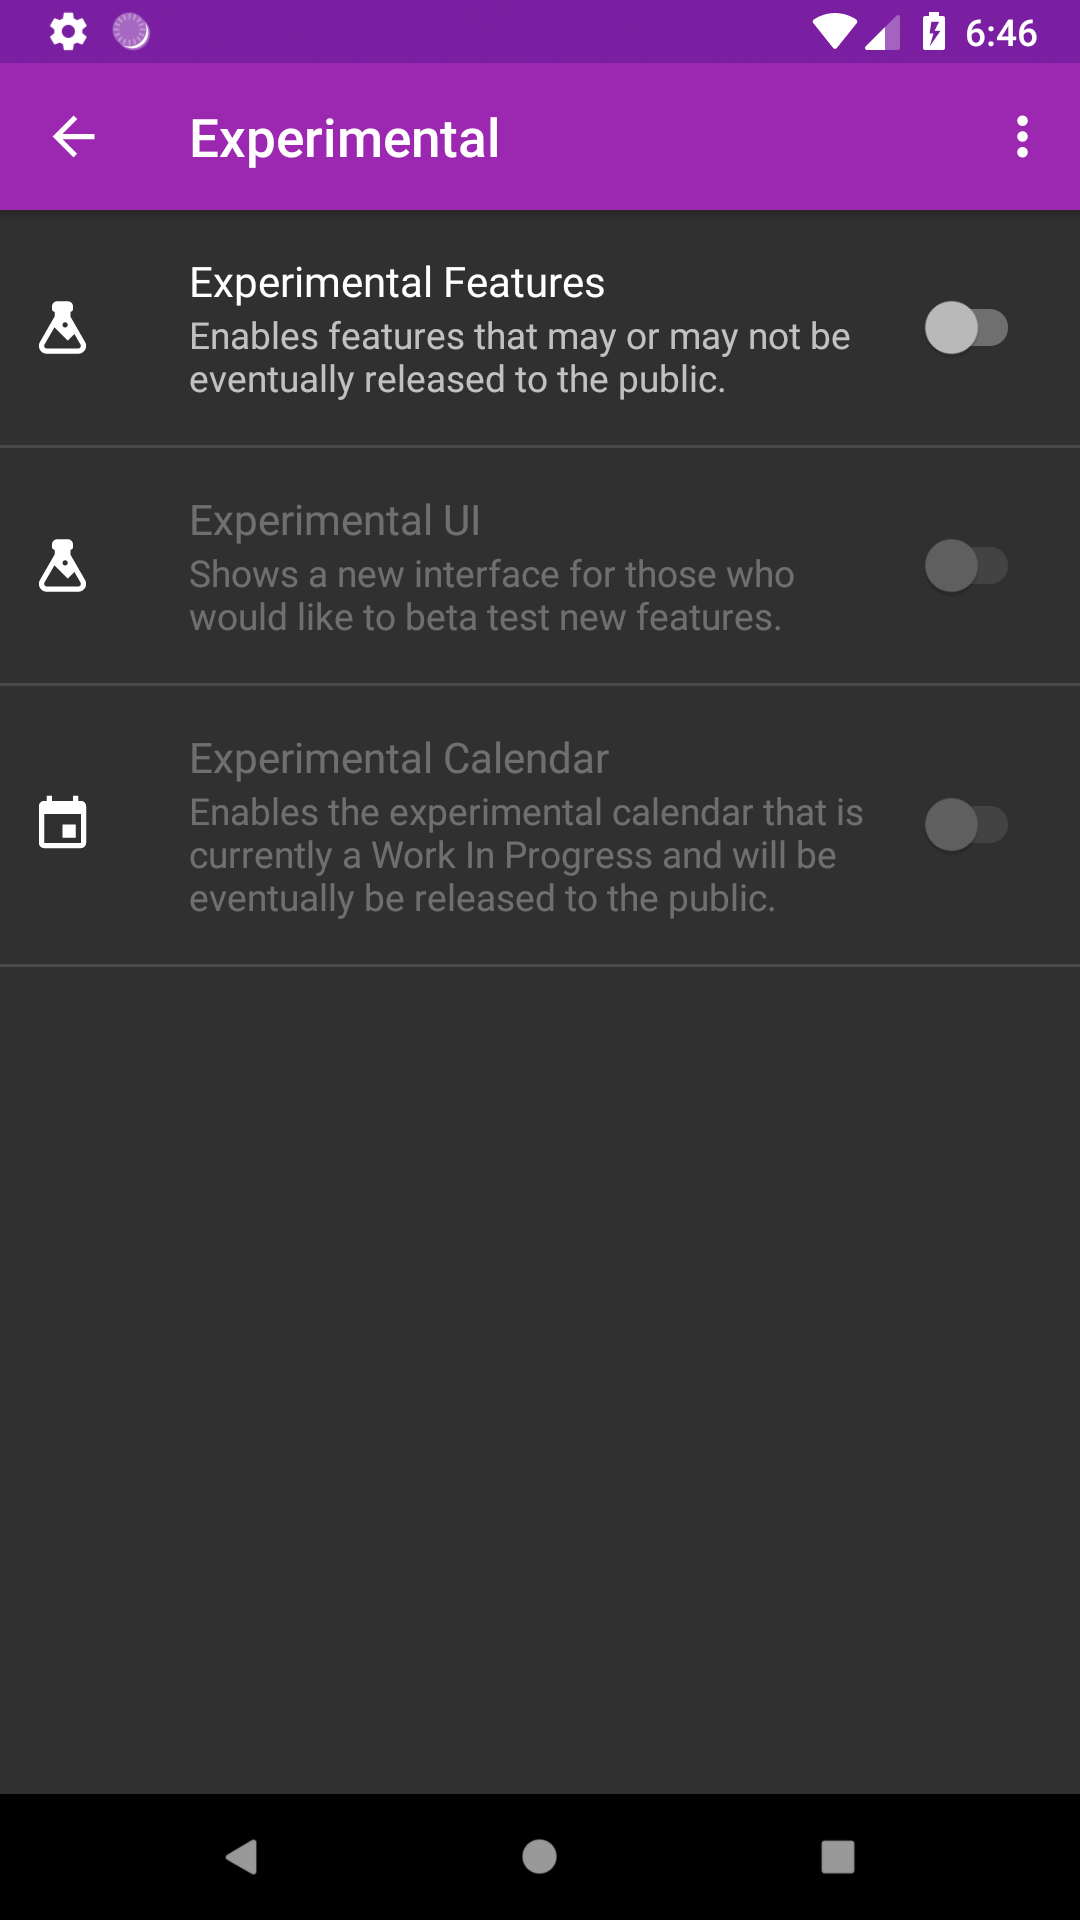 6:46
Experimental
Experimental Features
Enables features that may or may not be
eventually released to the public.
Experimental UI
Shows a new interface for those who
would like to beta test new features.
Experimental Calendar
Enables the experimental calendar that is
currently a Work In Progress and will be
eventually be released to the public.